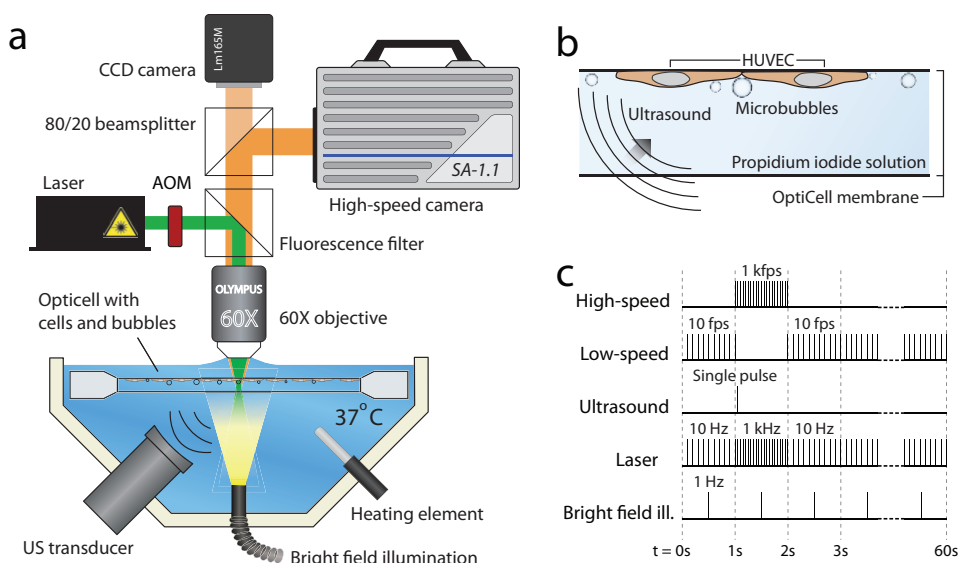 a
CCD camera
Lm165M
80/20 beamsplitter
Laser
AOM
SA-1.1
High-speed camera
Fluorescence filter
OLYMPUS
60X
60X objective
Opticell with
cells and bubbles
37°C
US transducer
Heating element
Bright field illumination
b
HUVEC
Ultrasound
Microbubbles
Propidium iodide solution
OptiCell membrane
c
1 kfps
High-speed
10 fps
10 fps
Low-speed
Single pulse
Ultrasound
10 Hz
1 kHz
10 Hz
Laser
1 Hz
Bright field ill.
t = 0s
1s
2s
3s
60s